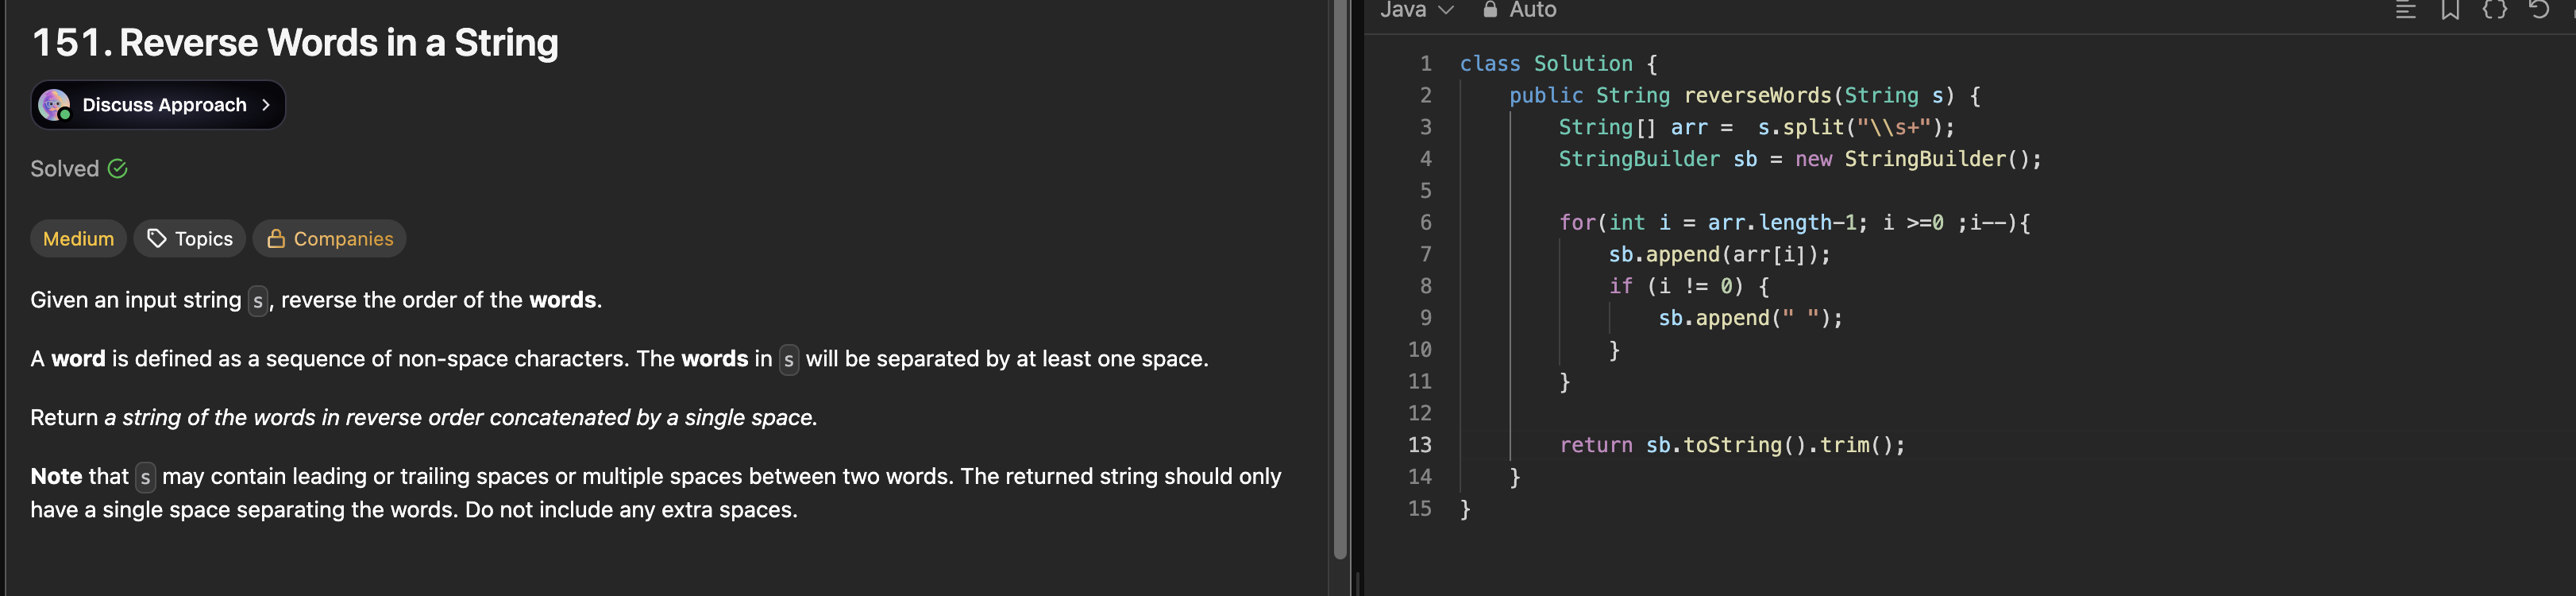 151. Reverse Words in a String
Discuss Approach
Solved
Medium Topics Companies
Given an input string s, reverse the order of the words.
A word is defined as a sequence of non-space characters. The words in s will be separated by at least one space.
Return a string of the words in reverse order concatenated by a single space.
Note that s may contain leading or trailing spaces or multiple spaces between two words. The returned string should only
have a single space separating the words. Do not include any extra spaces.
Java Auto
1 class Solution {
2     public String reverseWords(String s) {
3         String[] arr =  s.split("\\s+");
4         StringBuilder sb = new StringBuilder();
5
6         for(int i = arr.length-1; i >=0 ;i--){
7             sb.append(arr[i]);
8             if (i != 0) {
9                 sb.append(" ");
10             }
11         }
12
13         return sb.toString().trim();
14     }
15 }